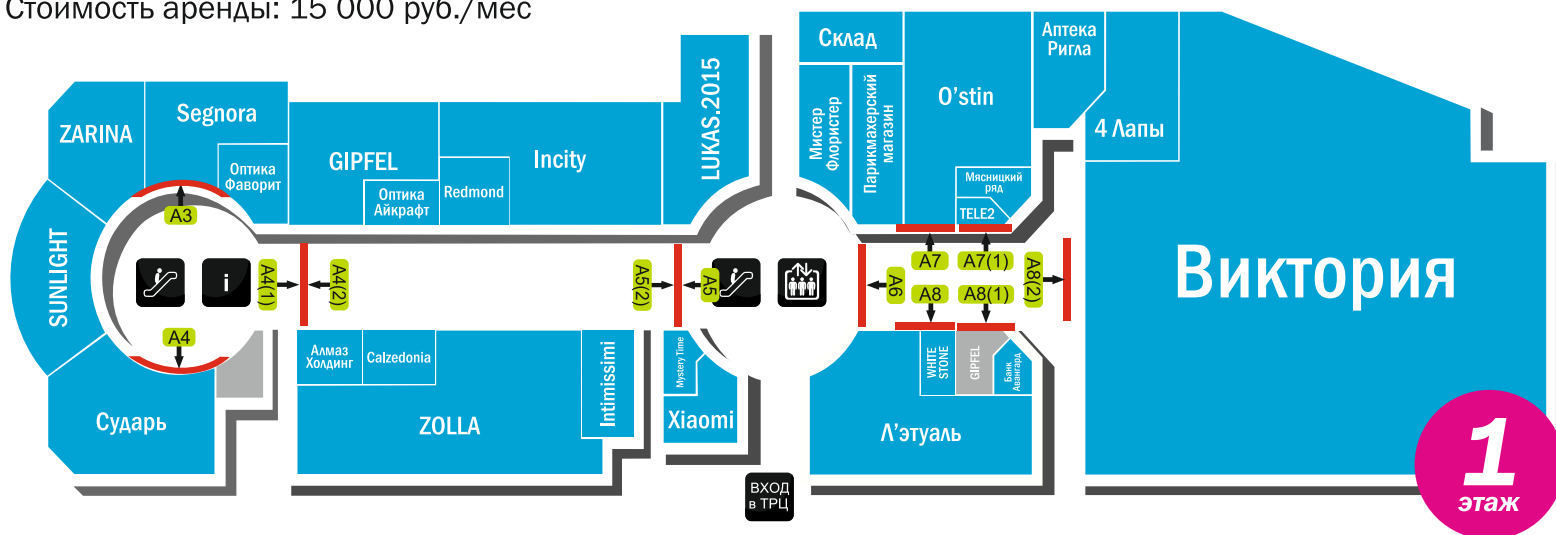 Стоимость аренды: 15 000 руб./мес
ZARINA
Segnora
Оптика
Фаворит
GIPFEL
Оптика
Айкрафт
Redmond
Incity
LUKAS.2015
Склад
Мистер
Флористер
Парикмахерский
магазин
O'stin
Мясницкий
ряд
TELE2
Аптека
Ригла
4 Лапы
Виктория
SUNLIGHT
A3
i
A4(1)
A4(2)
A5(2)
A5
A6
A7
A7(1)
A8
A8(1)
A8(2)
A4
Сударь
Алмаз
Холдинг
Calzedonia
ZOLLA
Intimissimi
Mystery Time
Xiaomi
WHITE
STONE
GIPFEL
Банк
Авангард
Л'этуаль
ВХОД
в ТРЦ
1
этаж